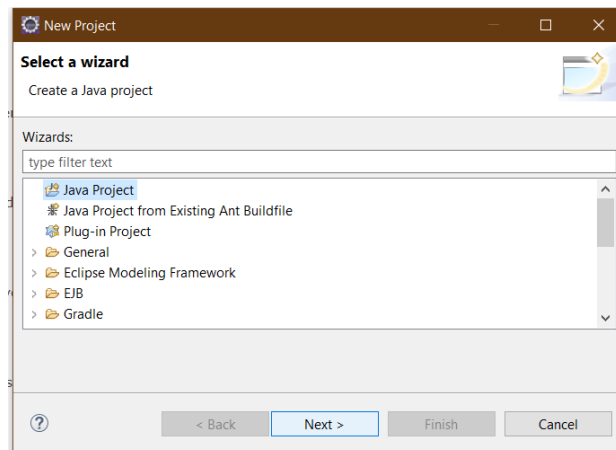 New Project
Select a wizard
Create a Java project
Wizards:
type filter text
Java Project
Java Project from Existing Ant Buildfile
Plug-in Project
General
Eclipse Modeling Framework
EJB
Gradle
? < Back Next > Finish Cancel